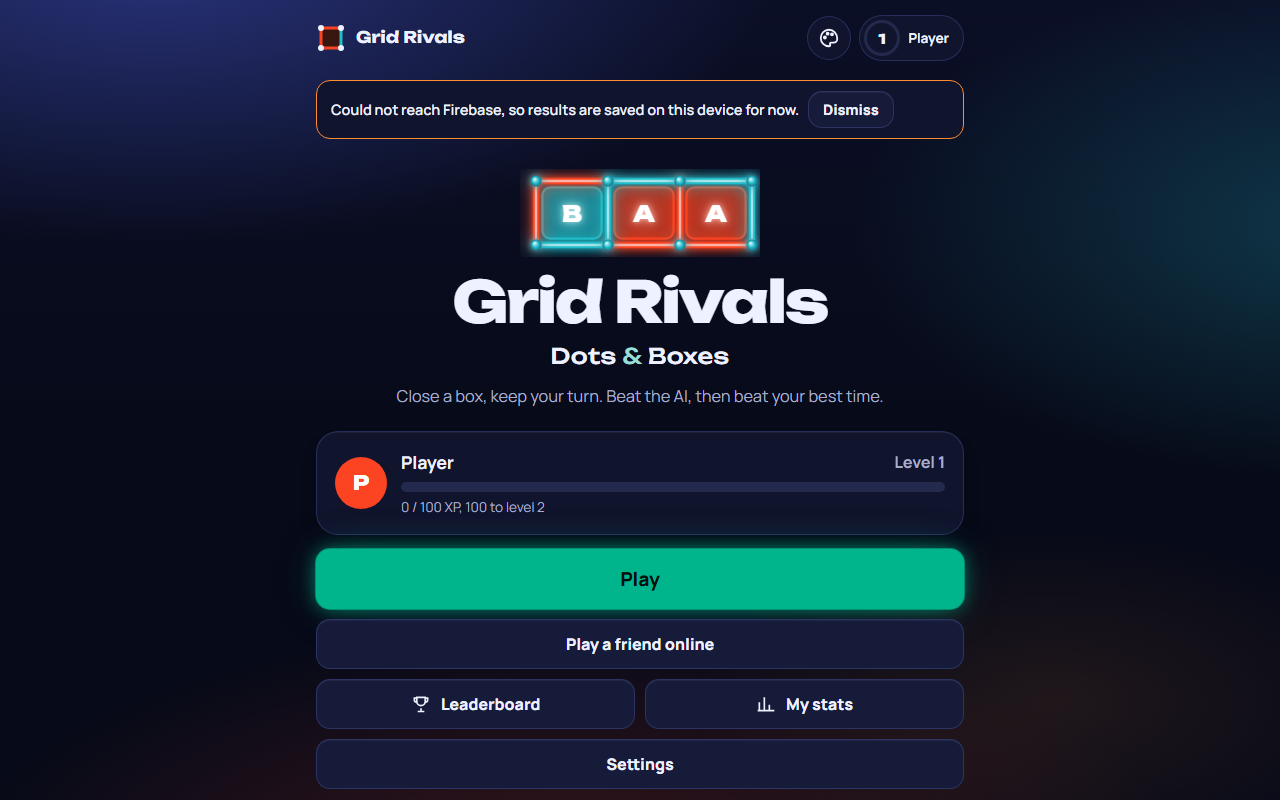 Grid Rivals
1 Player
Could not reach Firebase, so results are saved on this device for now. Dismiss
B A A
Grid Rivals
Dots & Boxes
Close a box, keep your turn. Beat the AI, then beat your best time.
P
Player Level 1
0 / 100 XP, 100 to level 2
Play
Play a friend online
Leaderboard My stats
Settings